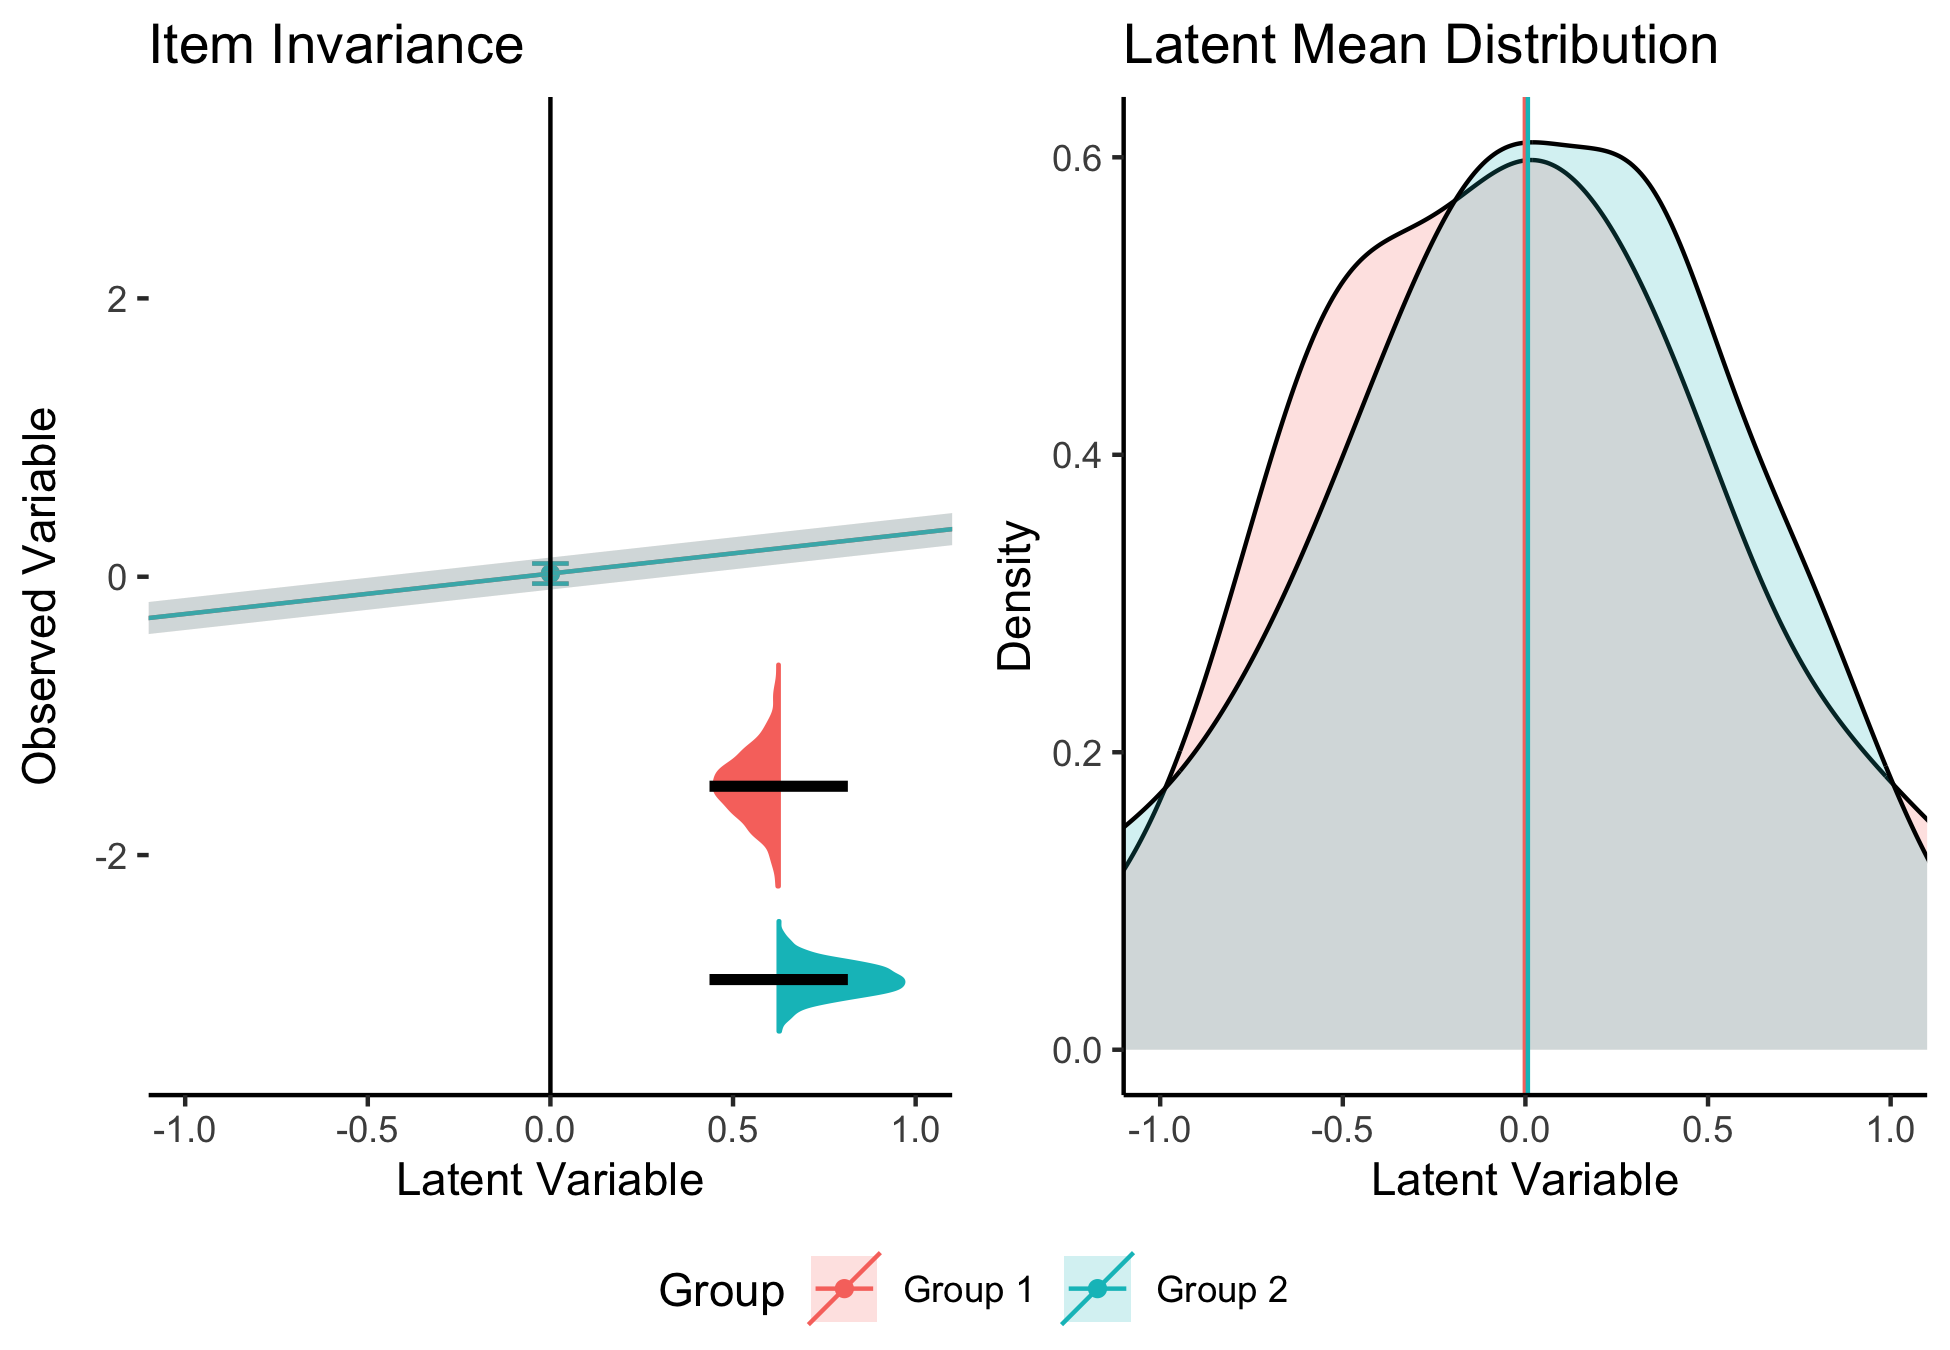 Item Invariance
Observed Variable
2
0
-2
-1.0 -0.5 0.0 0.5 1.0
Latent Variable
Latent Mean Distribution
Density
0.6
0.4
0.2
0.0
-1.0 -0.5 0.0 0.5 1.0
Latent Variable
Group Group 1 Group 2